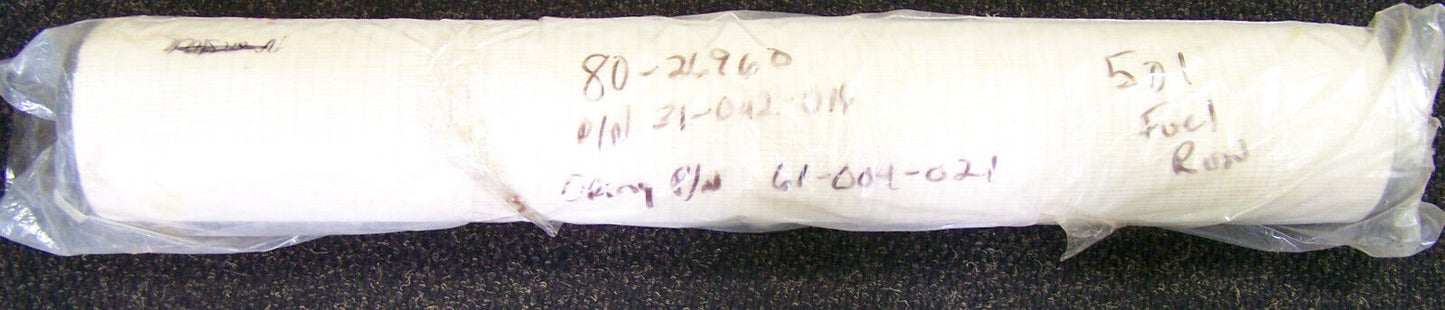 80-26960
P/N 31-042-016
Oring P/N 61-004-021
501
Fuel
Run